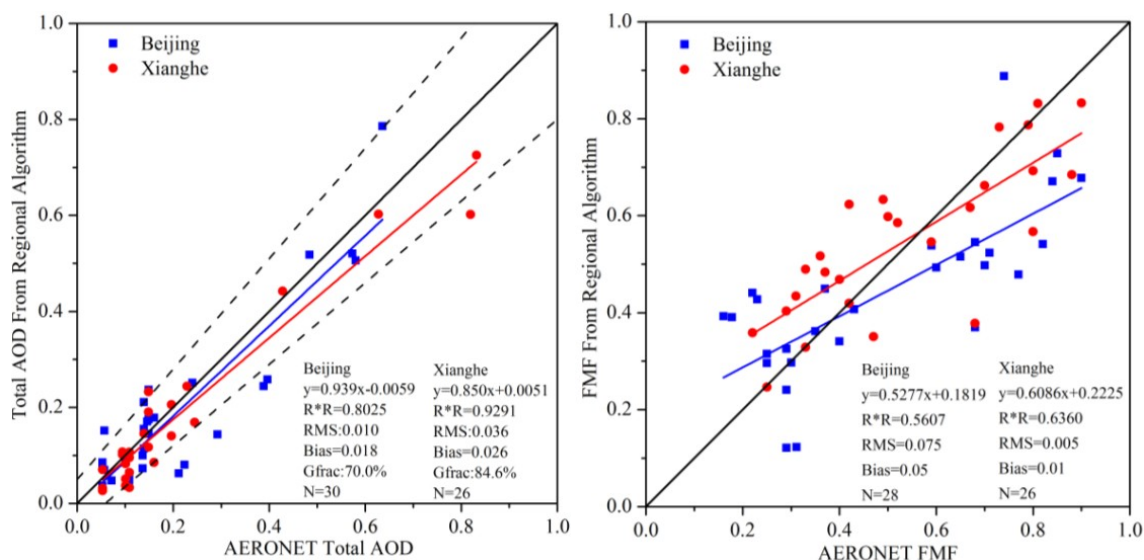 1.0
0.8
0.6
0.4
0.2
0.0
Total AOD From Regional Algorithm
Beijing
Xianghe
Beijing
y=0.939x-0.0059
R*R=0.8025
RMS:0.010
Bias=0.018
Gfrac:70.0%
N=30
Xianghe
y=0.850x+0.0051
R*R=0.9291
RMS:0.036
Bias=0.026
Gfrac:84.6%
N=26
0.0 0.2 0.4 0.6 0.8 1.0
AERONET Total AOD
1.0
0.8
0.6
0.4
0.2
0.0
FMF From Regional Algorithm
Beijing
Xianghe
Beijing
y=0.5277x+0.1819
R*R=0.5607
RMS=0.075
Bias=0.05
N=28
Xianghe
y=0.6086x+0.2225
R*R=0.6360
RMS=0.005
Bias=0.01
N=26
0.0 0.2 0.4 0.6 0.8 1.0
AERONET FMF